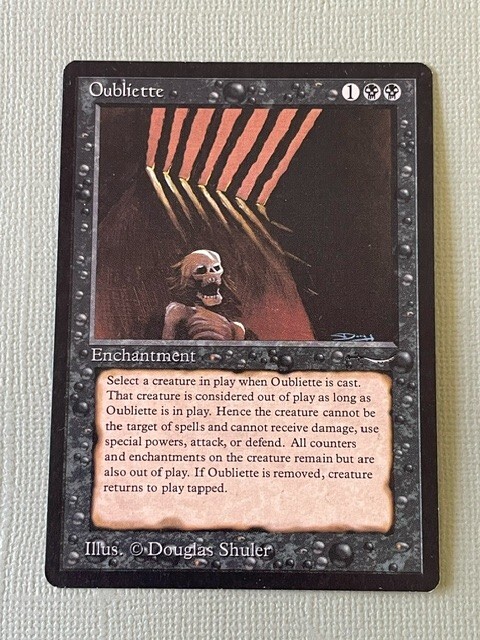 Oubliette 1
Enchantment
Select a creature in play when Oubliette is cast.
That creature is considered out of play as long as
Oubliette is in play. Hence the creature cannot be
the target of spells and cannot receive damage, use
special powers, attack, or defend. All counters
and enchantments on the creature remain but are
also out of play. If Oubliette is removed, creature
returns to play tapped.
Illus. © Douglas Shuler